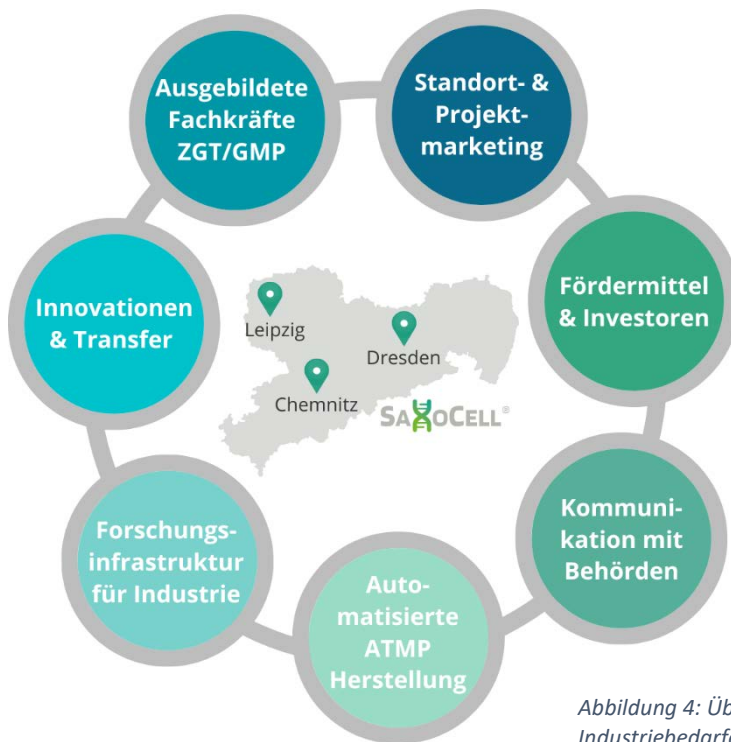 Ausgebildete
Fachkräfte
ZGT/GMP
Standort- &
Projekt-
marketing
Fördermittel
& Investoren
Kommuni-
kation mit
Behörden
Auto-
matisierte
ATMP
Herstellung
Forschungs-
infrastruktur
für Industrie
Innovationen
& Transfer
Leipzig
Dresden
Chemnitz
SAXOCELL®
Abbildung 4:
Industriebedarfe